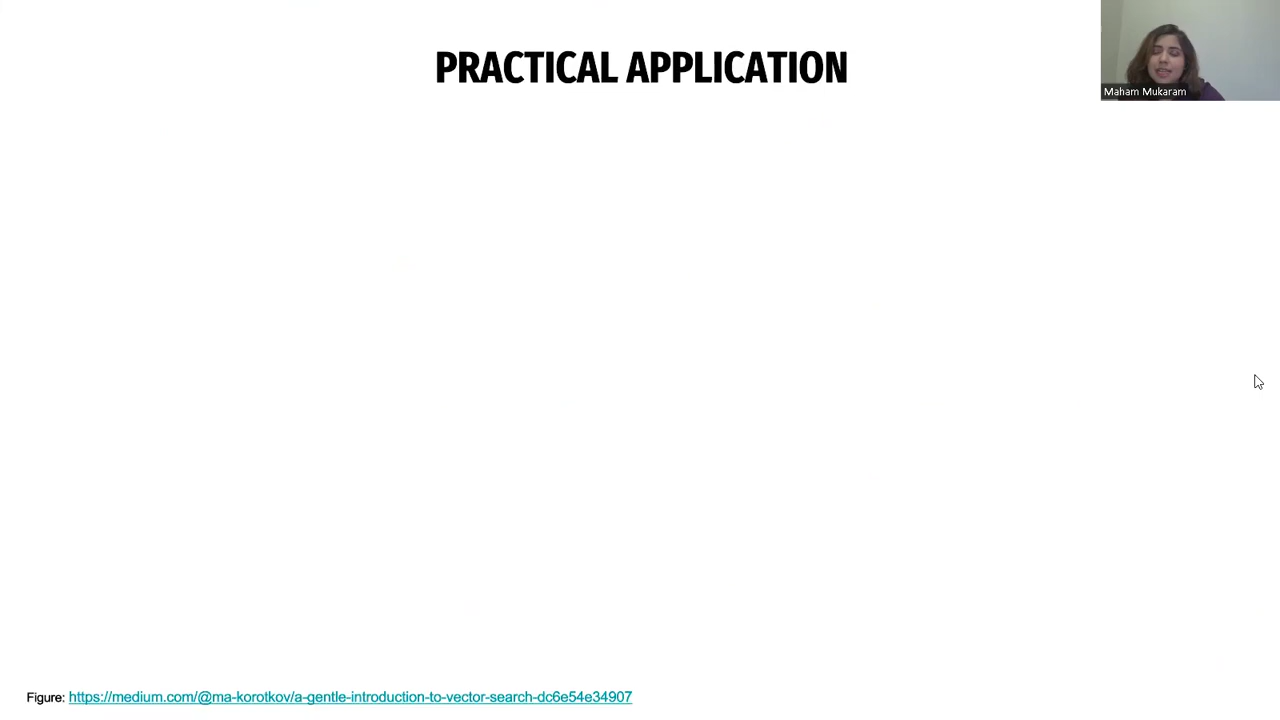 PRACTICAL APPLICATION
Maham Mukaram
Figure: https://medium.com/@ma-korotkov/a-gentle-introduction-to-vector-search-dc6e54e34907